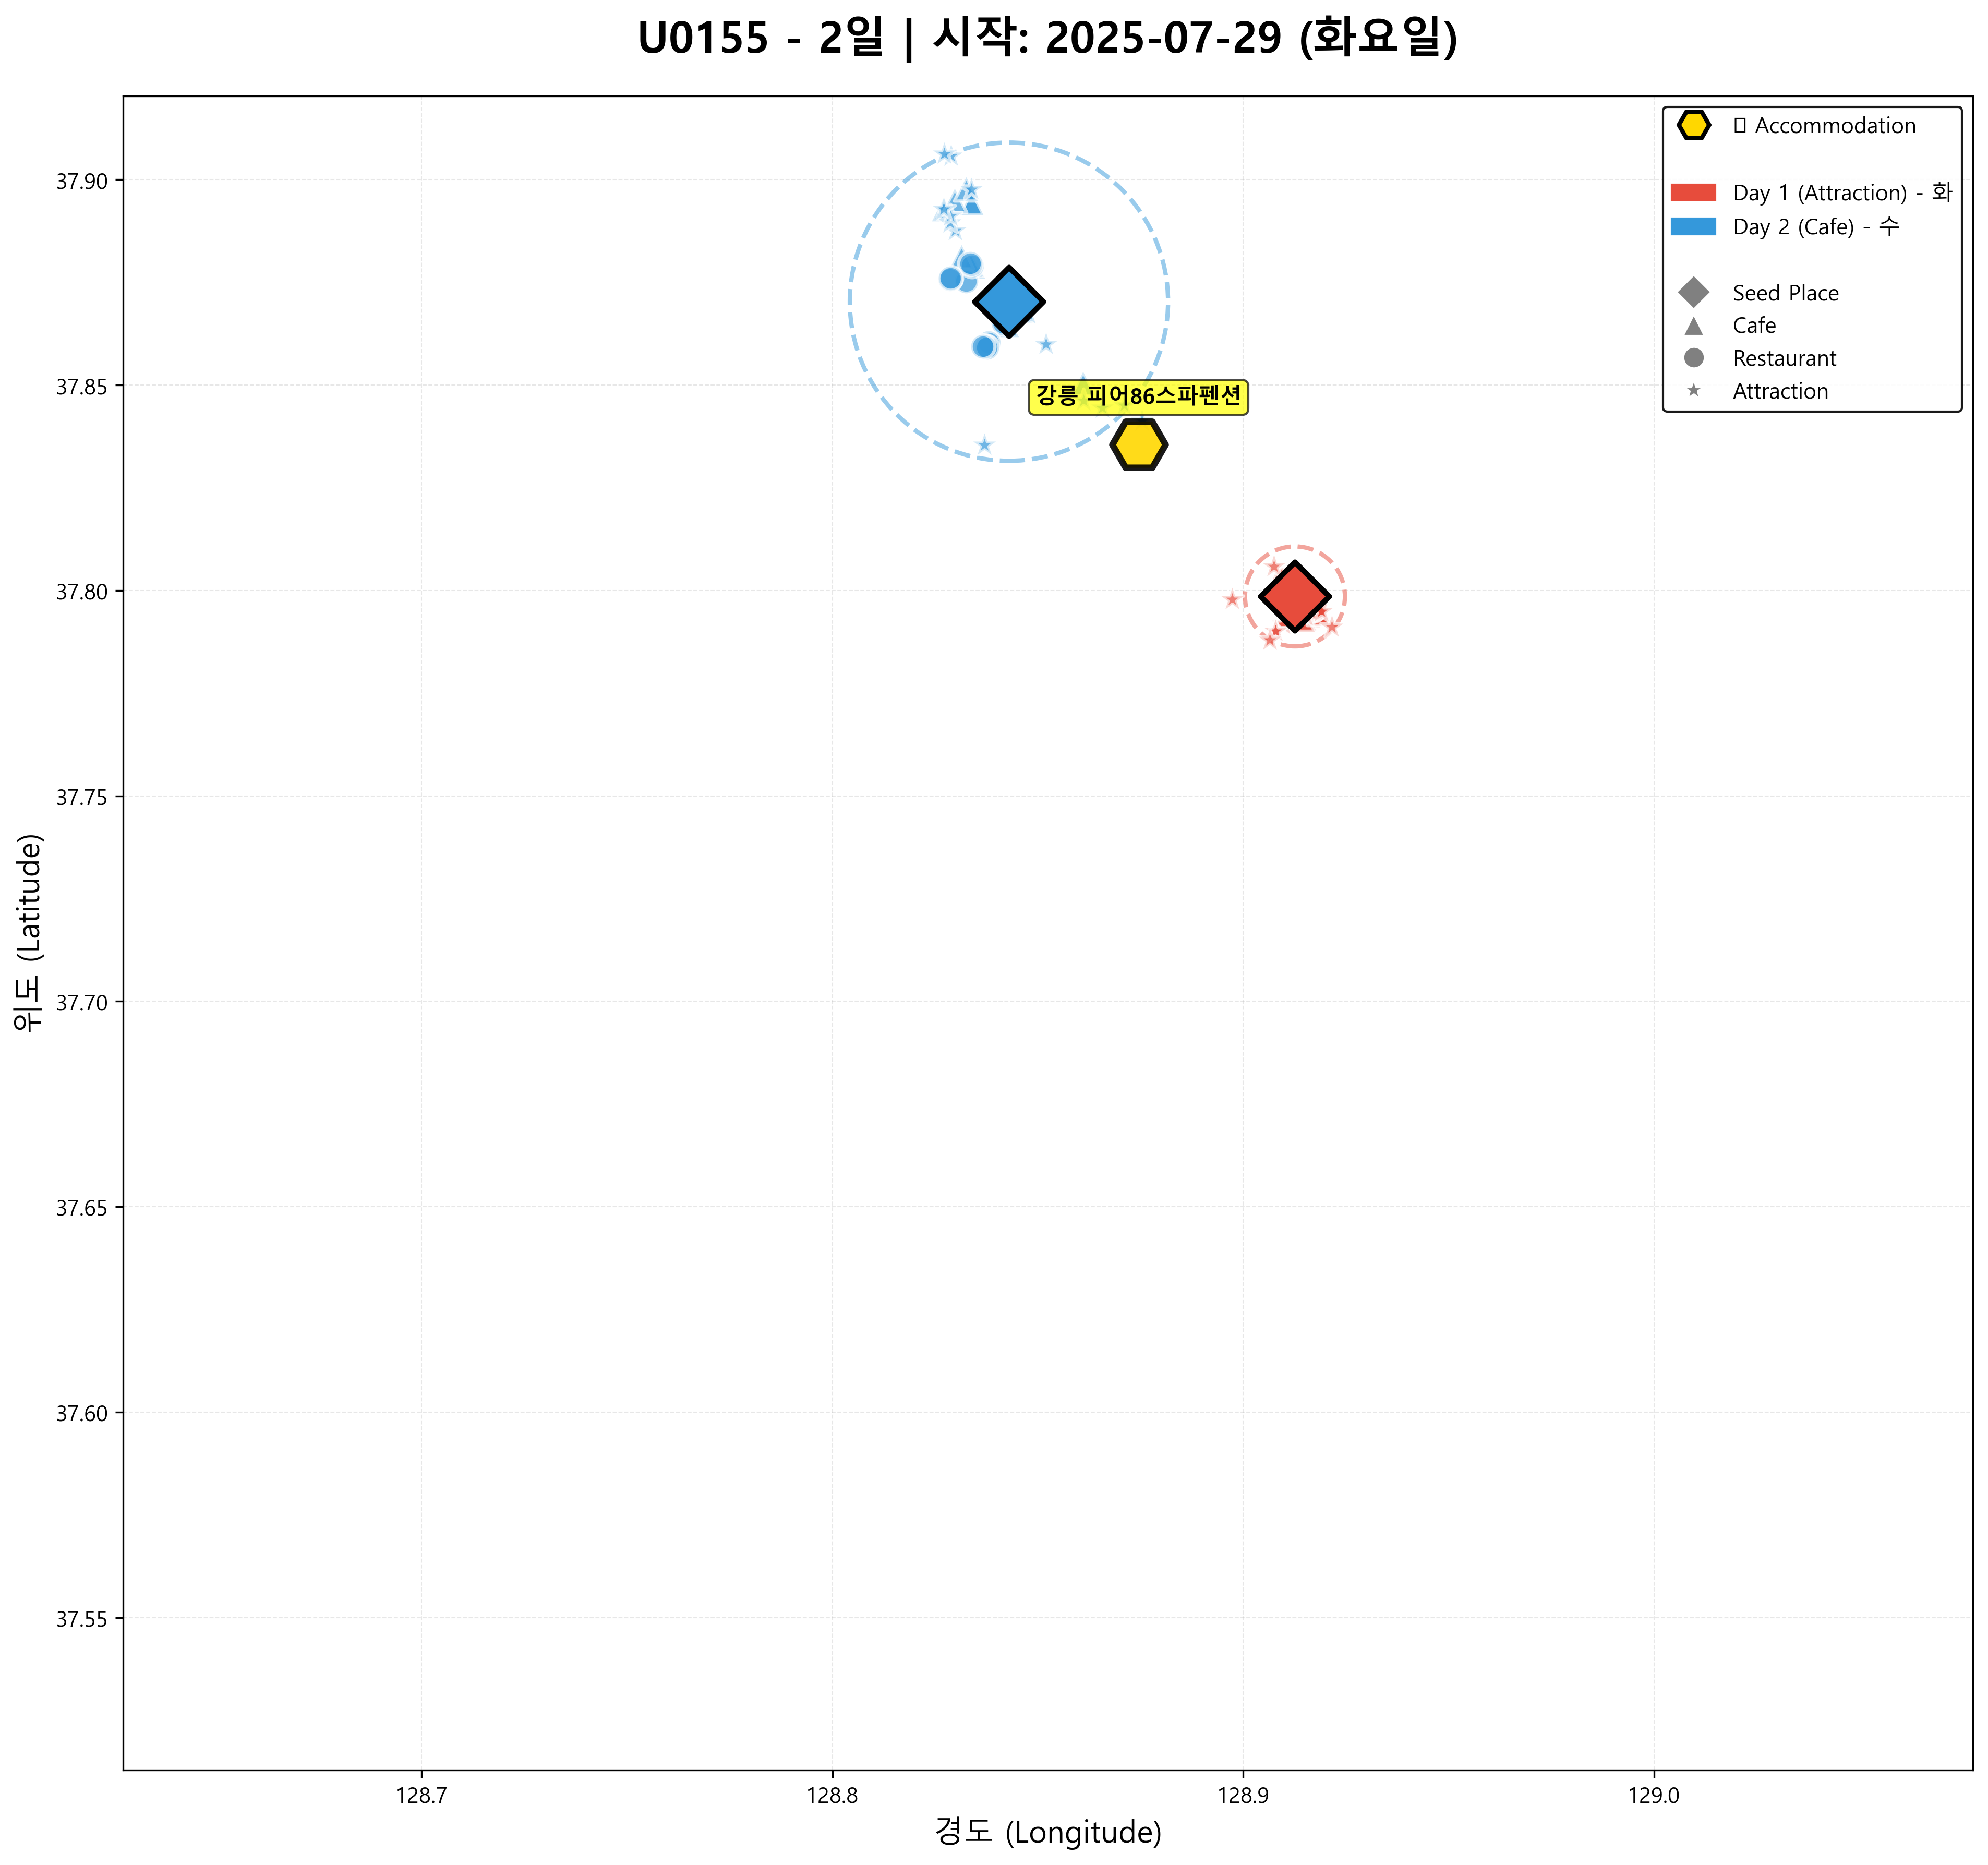 U0155 - 2일 | 시작: 2025-07-29 (화요일)
Accommodation
Day 1 (Attraction) - 화
Day 2 (Cafe) - 수
Seed Place
Cafe
Restaurant
Attraction
강릉 피어86스파펜션
위도 (Latitude)
37.90
37.85
37.80
37.75
37.70
37.65
37.60
37.55
128.7
128.8
128.9
129.0
경도 (Longitude)